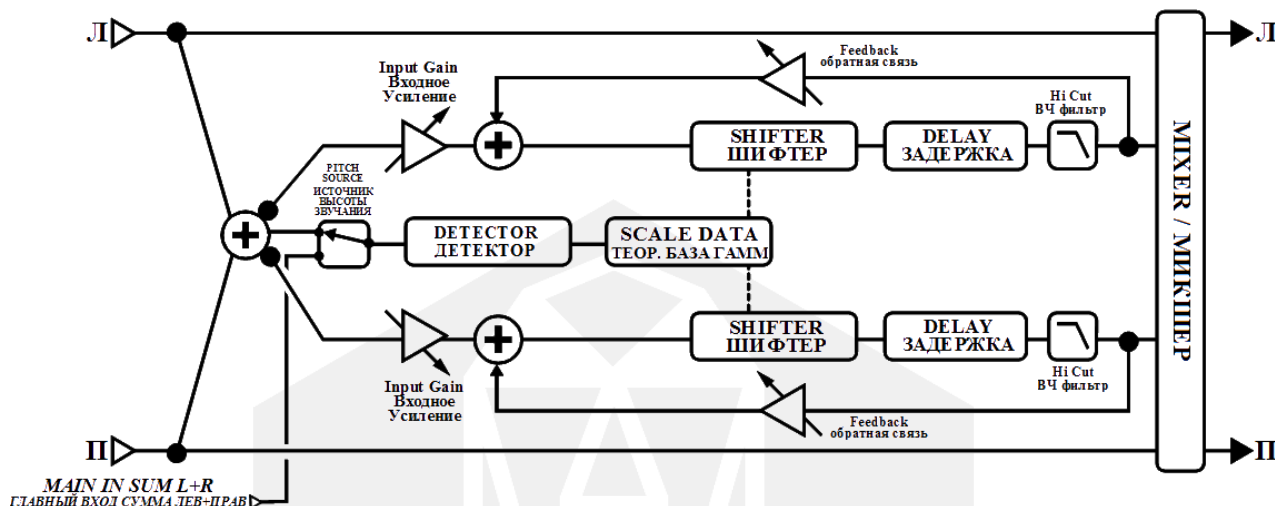 Л
Л
Feedback
обратная связь
Input Gain
Входное
Усиление
Hi Cut
ВЧ фильтр
SHIFTER
ШИФТЕР
DELAY
ЗАДЕРЖКА
PITCH
SOURCE
ИСТОЧНИК
ВЫСОТЫ
ЗВУЧАНИЯ
DETECTOR
ДЕТЕКТОР
SCALE DATA
ТЕОР. БАЗА ГАММ
MIXER / МИКШЕР
SHIFTER
ШИФТЕР
DELAY
ЗАДЕРЖКА
Input Gain
Входное
Усиление
Hi Cut
ВЧ фильтр
Feedback
обратная связь
П
П
MAIN IN SUM L+R
ГЛАВНЫЙ ВХОД СУММА ЛЕВ+ПРАВ